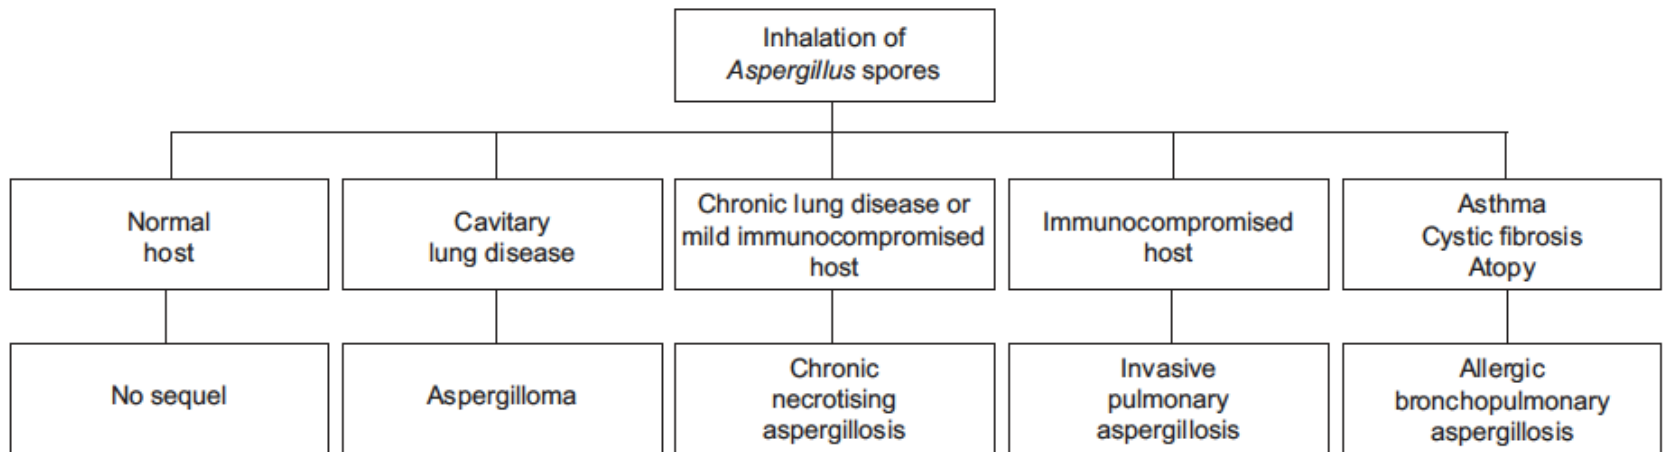 Inhalation of
Aspergillus spores
Normal
host
Cavitary
lung disease
Chronic lung disease or
mild immunocompromised
host
Immunocompromised
host
Asthma
Cystic fibrosis
Atopy
No sequel
Aspergilloma
Chronic
necrotising
aspergillosis
Invasive
pulmonary
aspergillosis
Allergic
bronchopulmonary
aspergillosis